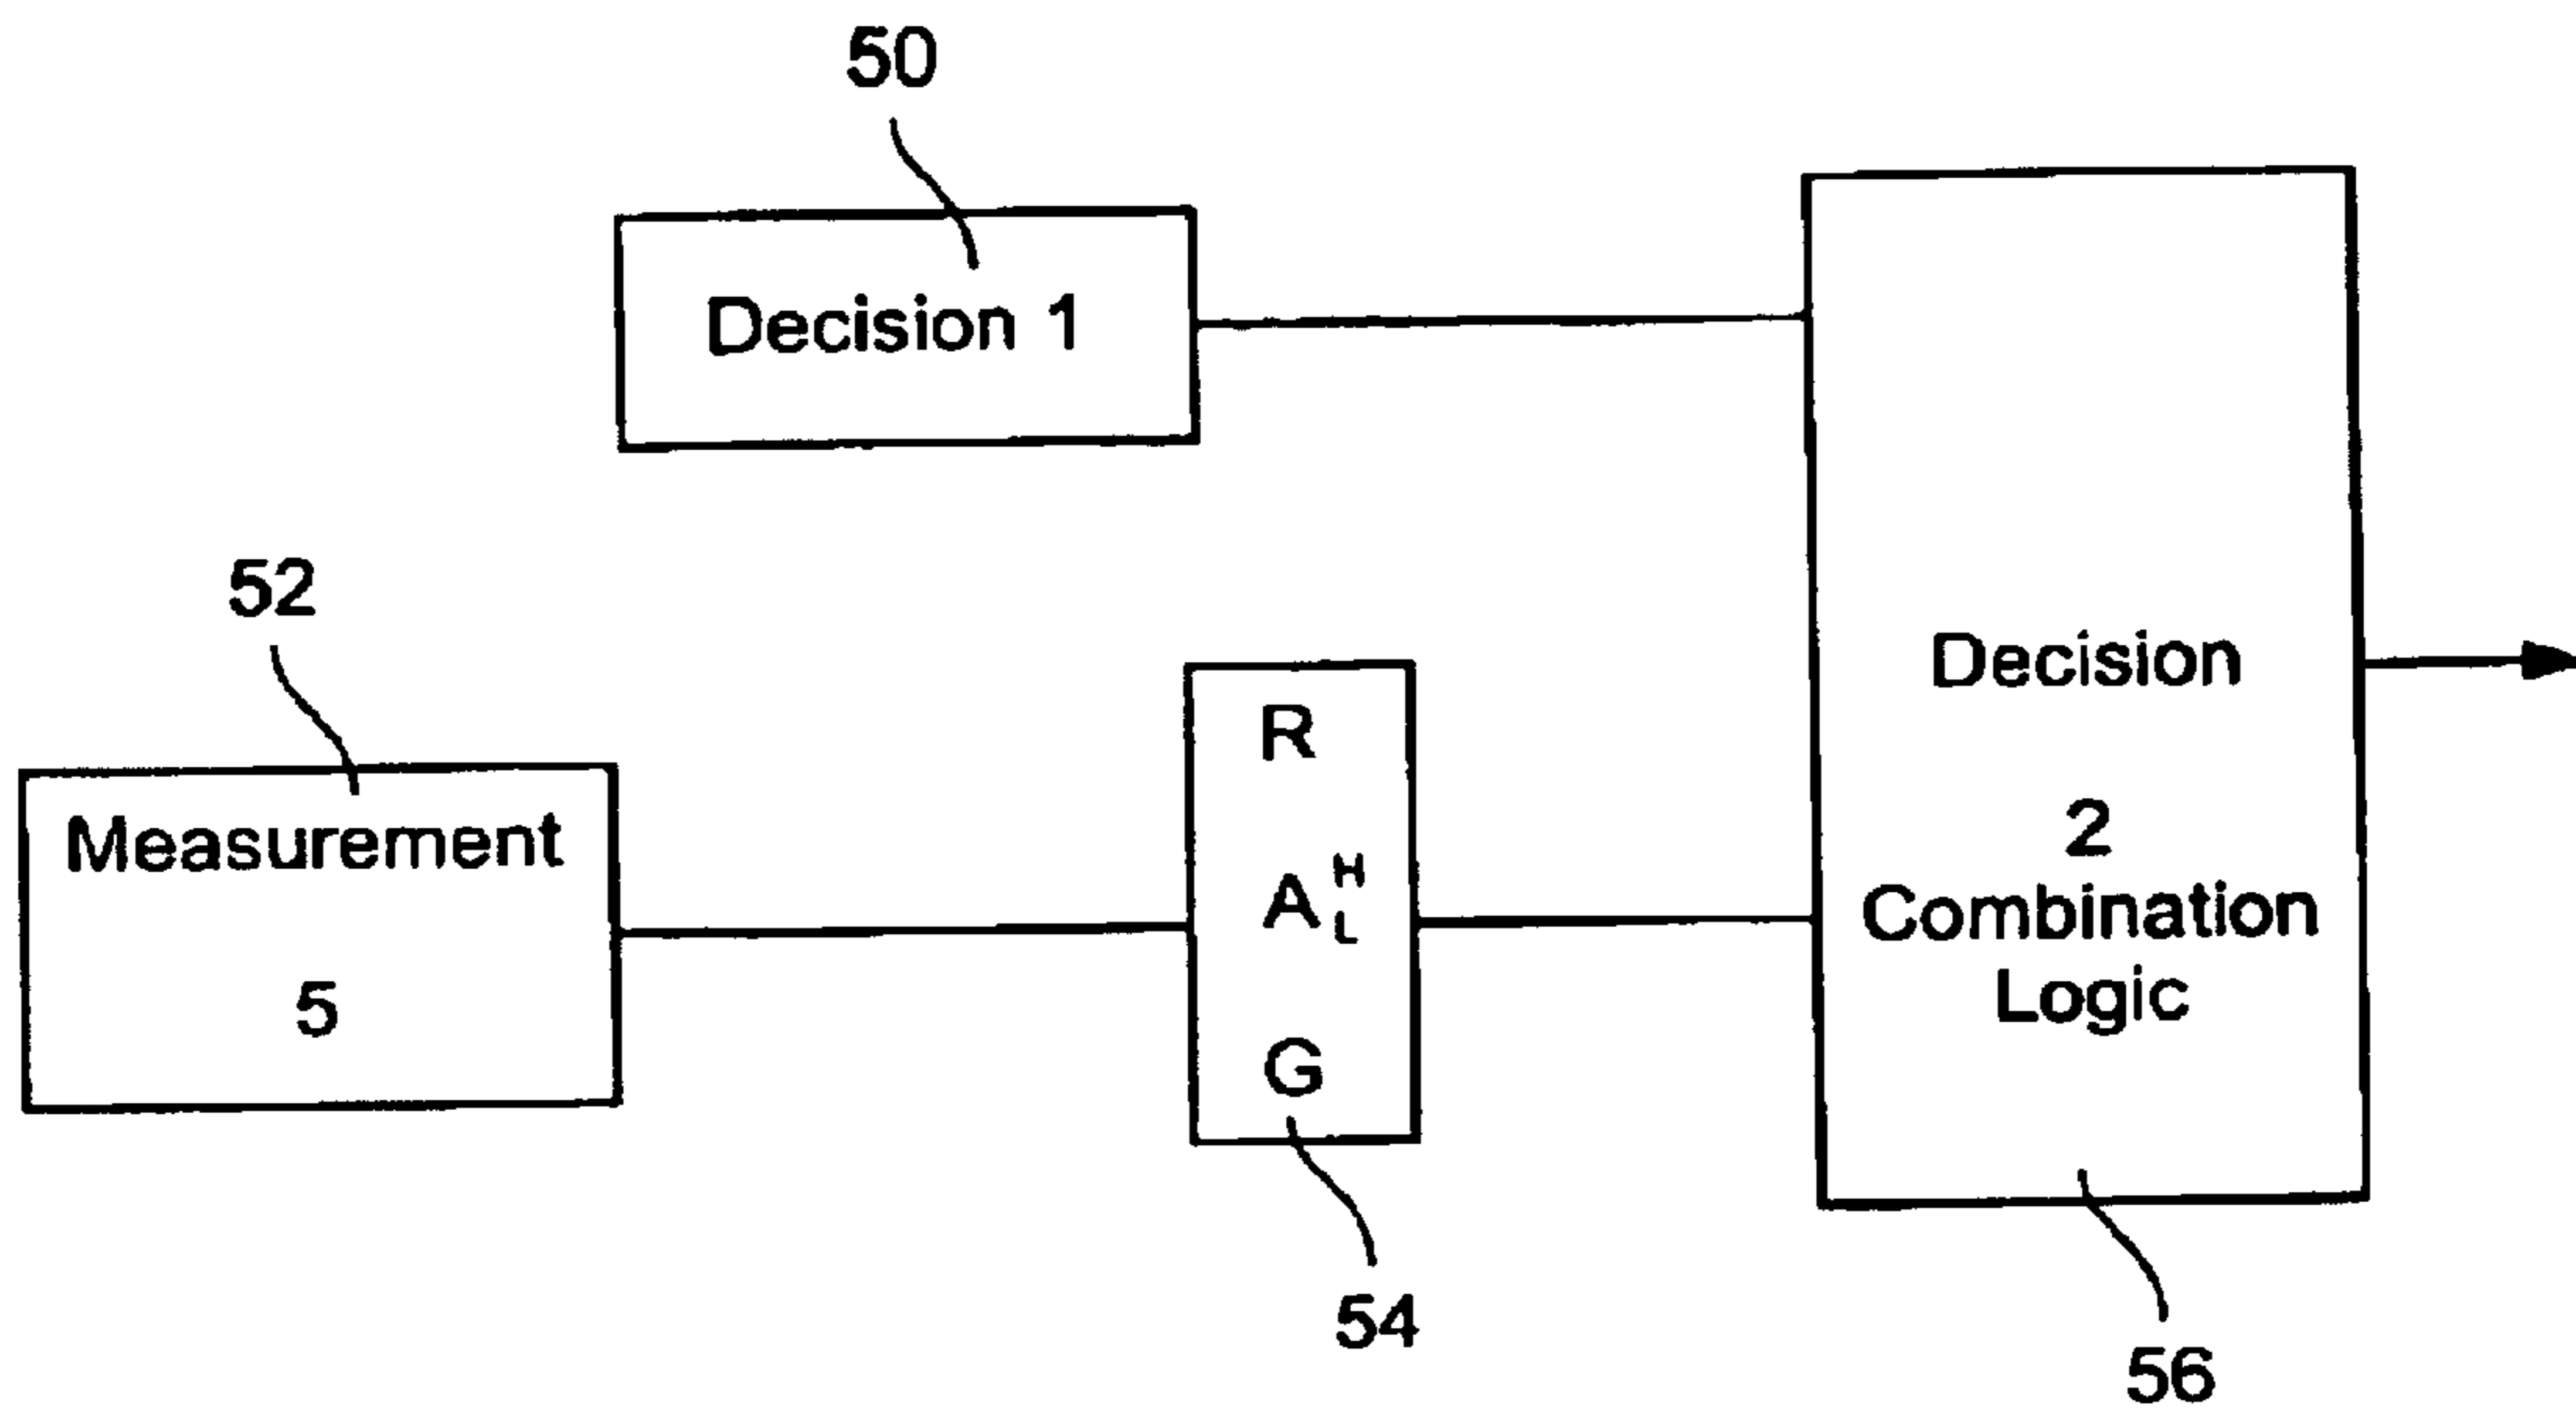 50
Decision 1
52
Measurement
5
R
A H
L
G
54
Decision
2
Combination
Logic
56